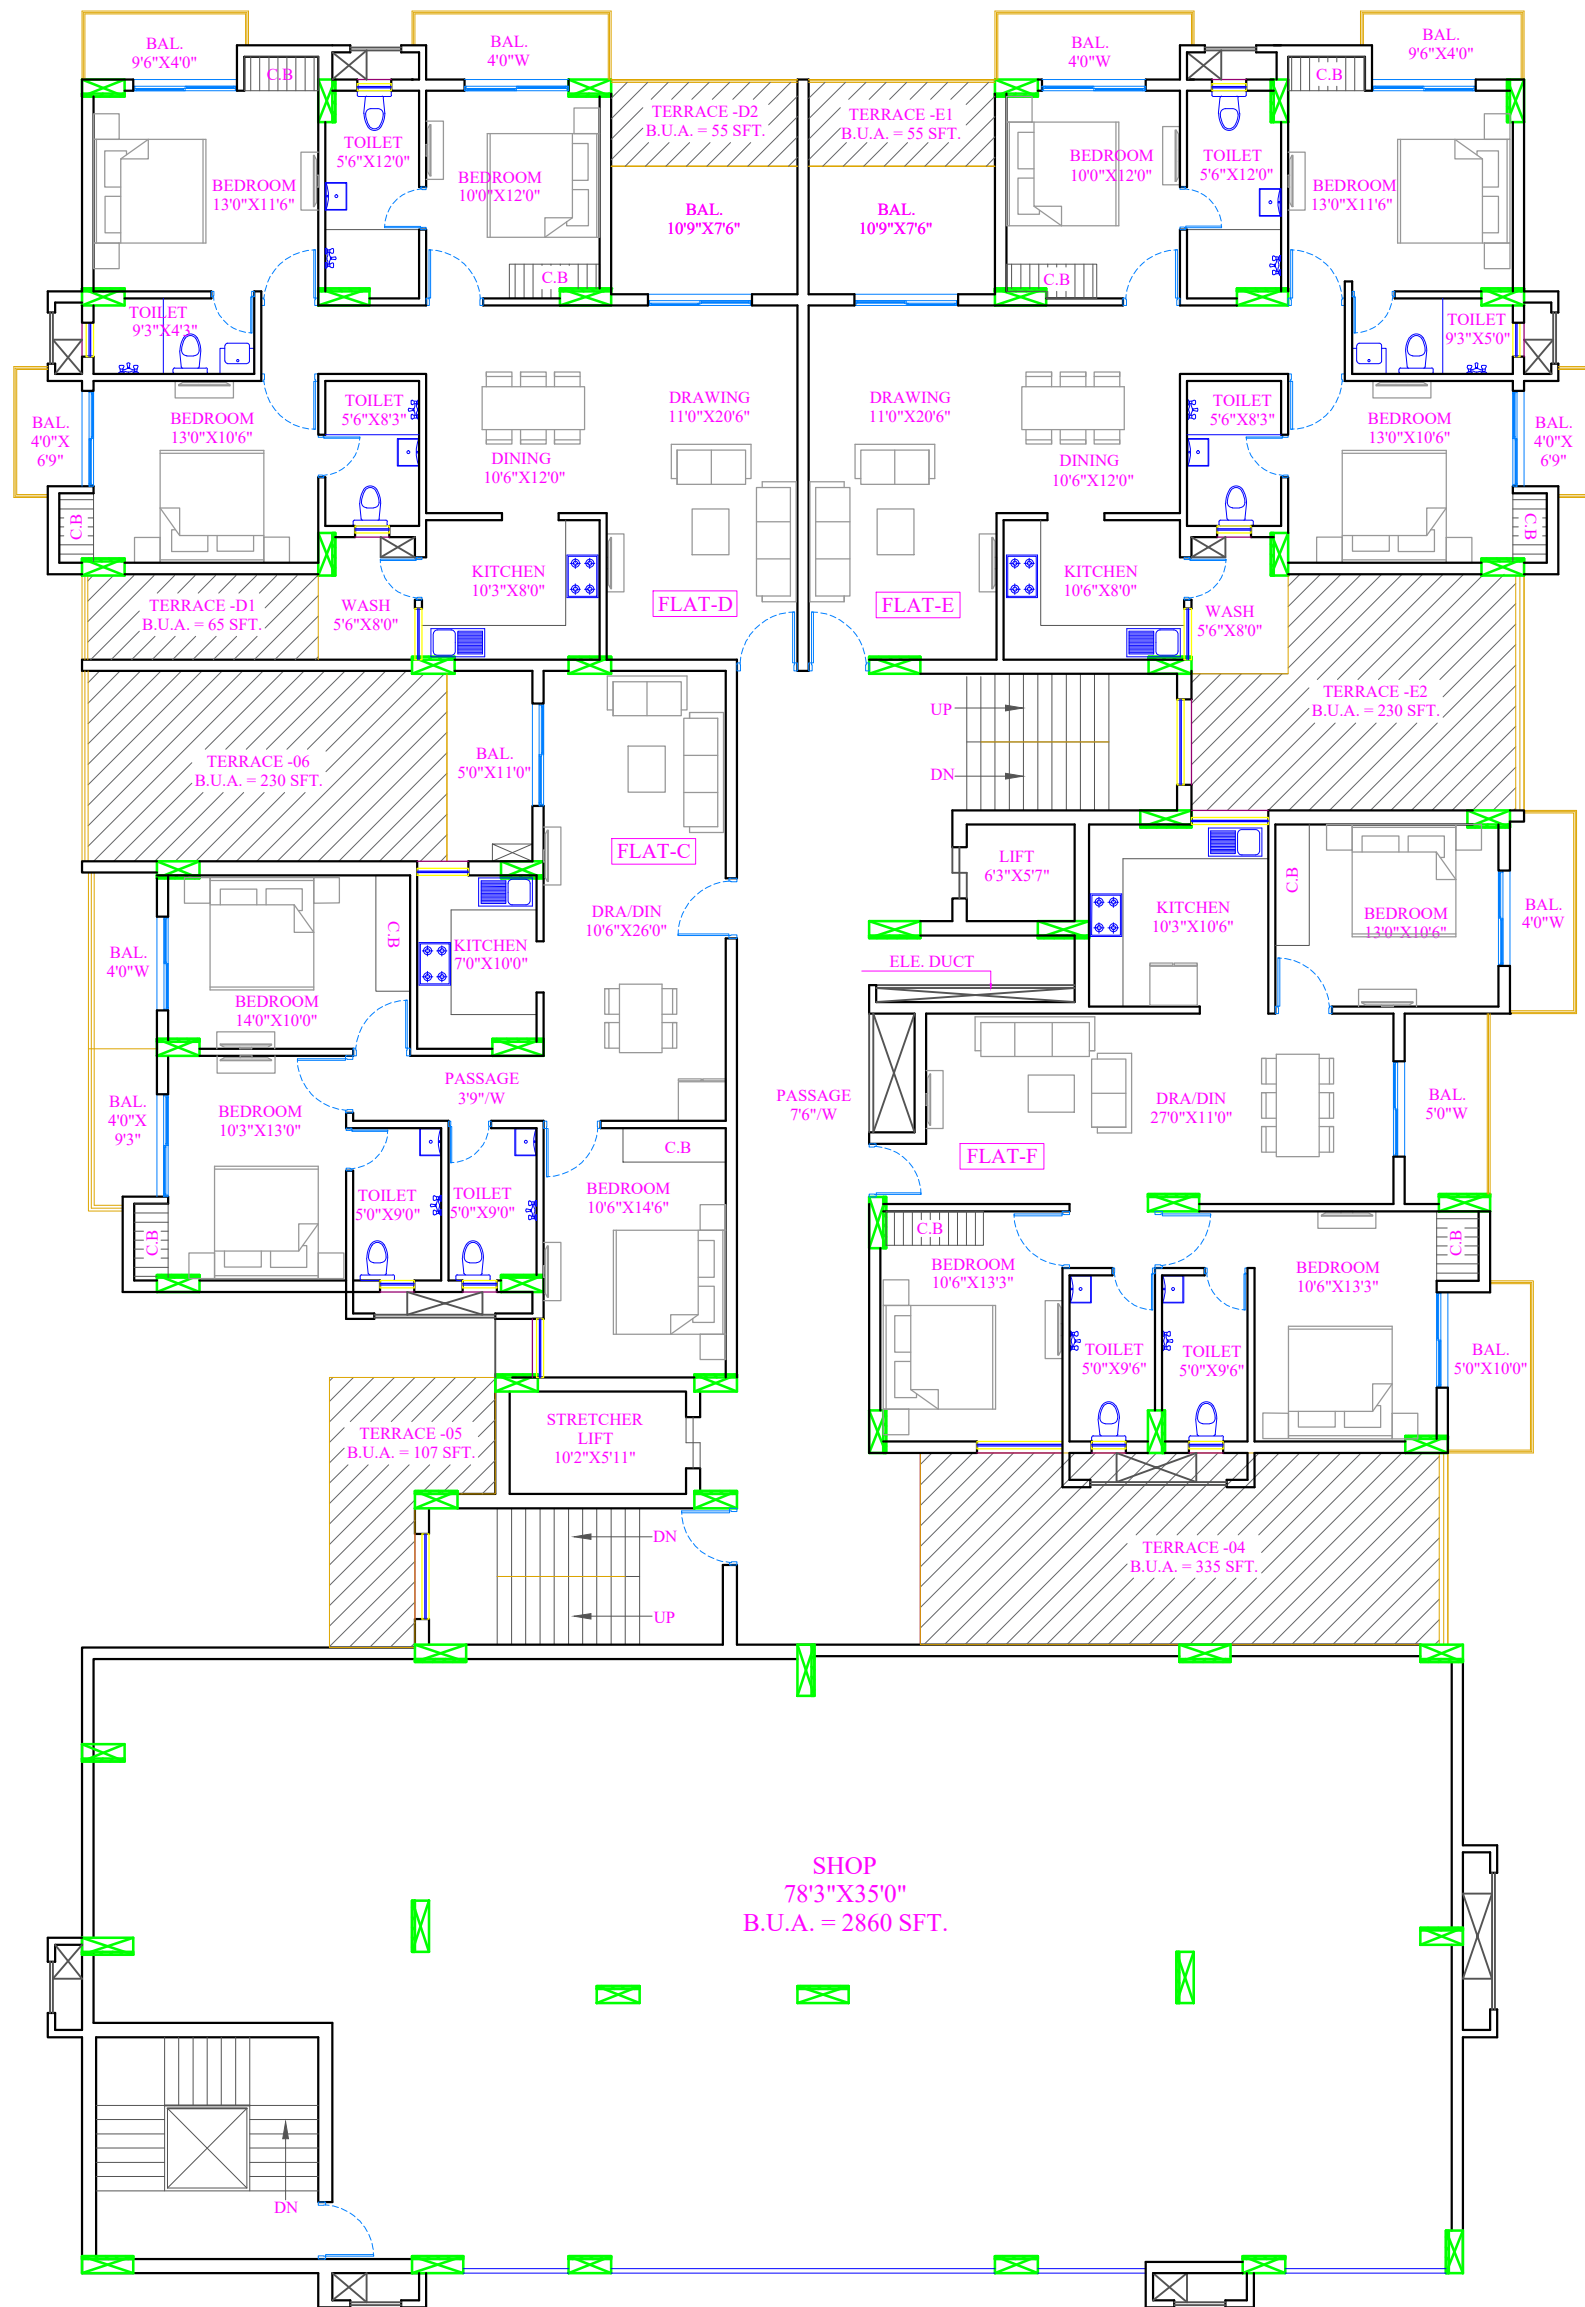 BAL.
9'6"X4'0"
C.B
BAL.
4'0"W
BAL.
4'0"W
C.B
BAL.
9'6"X4'0"
TOILET
5'6"X12'0"
BEDROOM
13'0"X11'6"
BEDROOM
10'0"X12'0"
C.B
TERRACE -D2
B.U.A. = 55 SFT.
BAL.
10'9"X7'6"
TERRACE -E1
B.U.A. = 55 SFT.
BAL.
10'9"X7'6"
BEDROOM
10'0"X12'0"
C.B
TOILET
5'6"X12'0"
BEDROOM
13'0"X11'6"
TOILET
9'3"X4'3"
TOILET
9'3"X5'0"
BAL.
4'0"X
6'9"
BEDROOM
13'0"X10'6"
C.B
TOILET
5'6"X8'3"
DINING
10'6"X12'0"
DRAWING
11'0"X20'6"
DRAWING
11'0"X20'6"
DINING
10'6"X12'0"
TOILET
5'6"X8'3"
BEDROOM
13'0"X10'6"
BAL.
4'0"X
6'9"
C.B
TERRACE -D1
B.U.A. = 65 SFT.
WASH
5'6"X8'0"
KITCHEN
10'3"X8'0"
FLAT-D
FLAT-E
KITCHEN
10'6"X8'0"
WASH
5'6"X8'0"
TERRACE -E2
B.U.A. = 230 SFT.
UP
DN
TERRACE -06
B.U.A. = 230 SFT.
BAL.
5'0"X11'0"
FLAT-C
DRA/DIN
10'6"X26'0"
LIFT
6'3"X5'7"
ELE. DUCT
KITCHEN
10'3"X10'6"
C.B
BEDROOM
13'0"X10'6"
BAL.
4'0"W
BAL.
4'0"W
BEDROOM
14'0"X10'0"
C.B
KITCHEN
7'0"X10'0"
PASSAGE
3'9"/W
BAL.
4'0"X
9'3"
BEDROOM
10'3"X13'0"
C.B
TOILET
5'0"X9'0"
TOILET
5'0"X9'0"
C.B
BEDROOM
10'6"X14'6"
PASSAGE
7'6"/W
DRA/DIN
27'0"X11'0"
FLAT-F
BAL.
5'0"W
C.B
BEDROOM
10'6"X13'3"
TOILET
5'0"X9'6"
TOILET
5'0"X9'6"
BEDROOM
10'6"X13'3"
C.B
BAL.
5'0"X10'0"
TERRACE -05
B.U.A. = 107 SFT.
STRETCHER
LIFT
10'2"X5'11"
DN
UP
TERRACE -04
B.U.A. = 335 SFT.
SHOP
78'3"X35'0"
B.U.A. = 2860 SFT.
DN